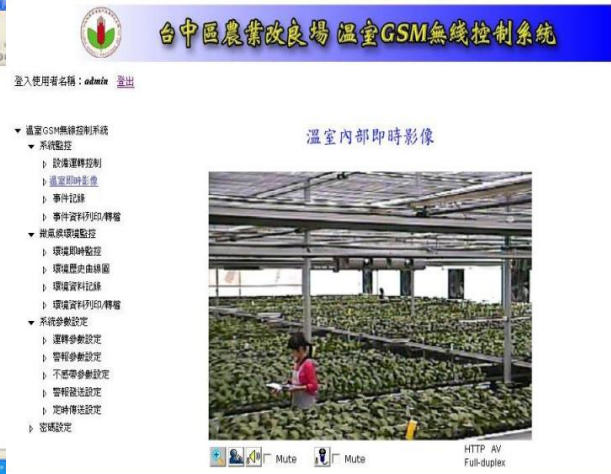 台中區農業改良場 溫室GSM無綫控制系統
登入使用者名稱：admin 登出
溫室GSM無線控制系統
系統監控
設備運轉控制
溫室即時影像
事件記錄
事件資料列印/轉檔
微氣候環境監控
環境即時監控
環境歷史曲線圖
環境資料記錄
環境資料列印/轉檔
系統參數設定
運轉參數設定
警報參數設定
不感帶參數設定
警報發送設定
定時傳送設定
密碼設定
溫室內部即時影像
Mute Mute
HTTP AV
Full-duplex